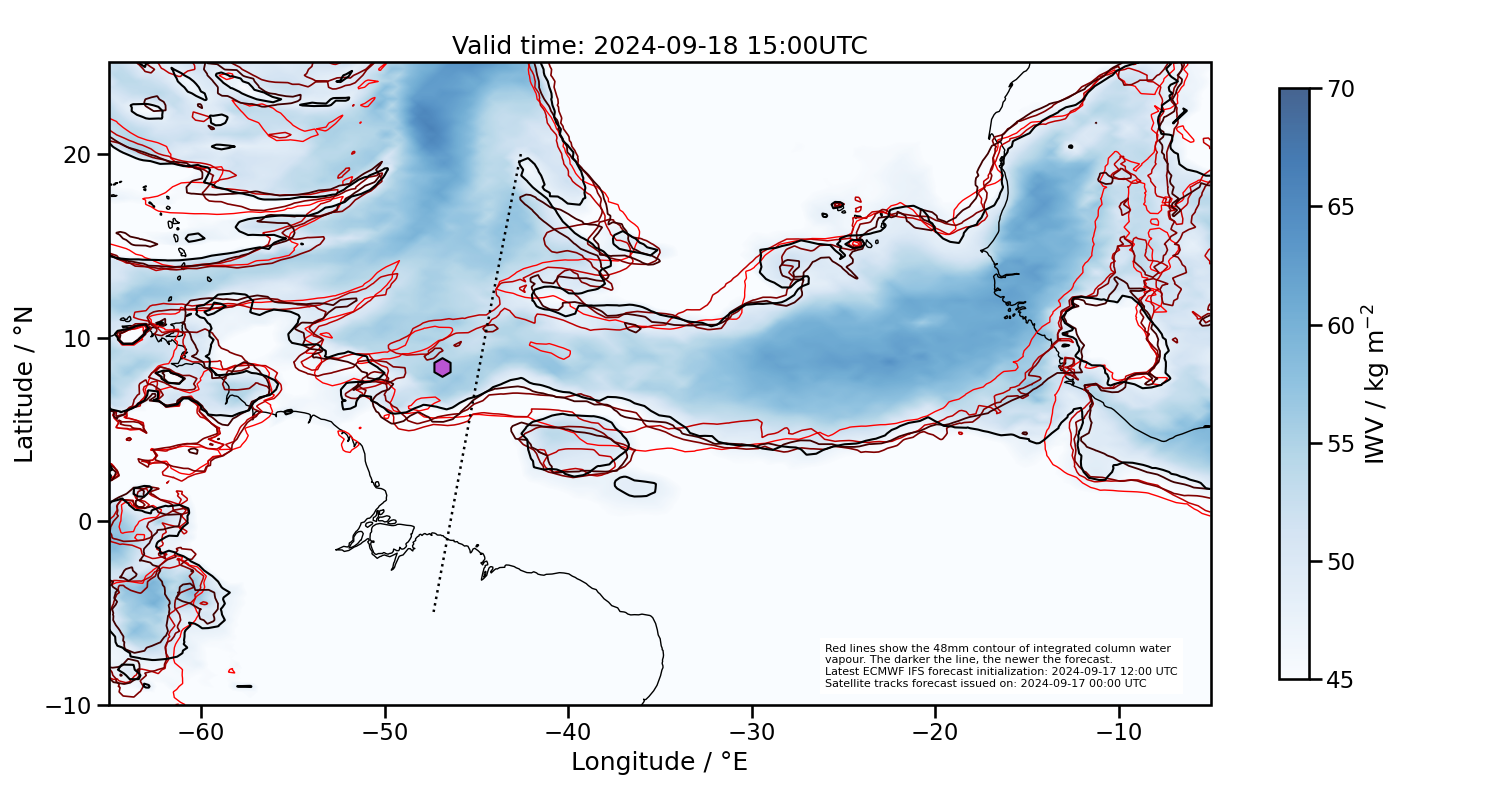 Valid time: 2024-09-18 15:00UTC
20
10
0
−10
Latitude / °N
−60
−50
−40
−30
−20
−10
Longitude / °E
Red lines show the 48mm contour of integrated column water
vapour. The darker the line, the newer the forecast.
Latest ECMWF IFS forecast initialization: 2024-09-17 12:00 UTC
Satellite tracks forecast issued on: 2024-09-17 00:00 UTC
70
65
60
55
50
45
IWV / kg m⁻²